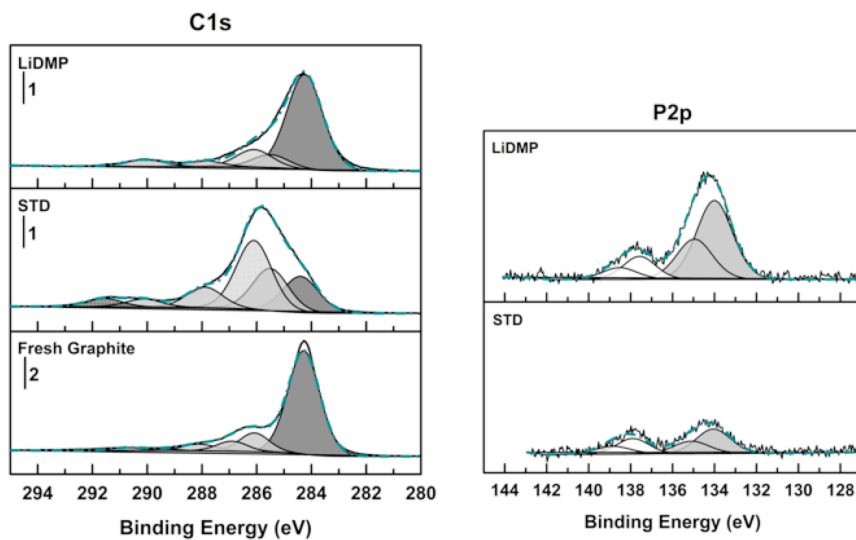 C1s
LiDMP
1
STD
1
Fresh Graphite
2
294 292 290 288 286 284 282 280
Binding Energy (eV)
P2p
LiDMP
STD
144 142 140 138 136 134 132 130 128
Binding Energy (eV)